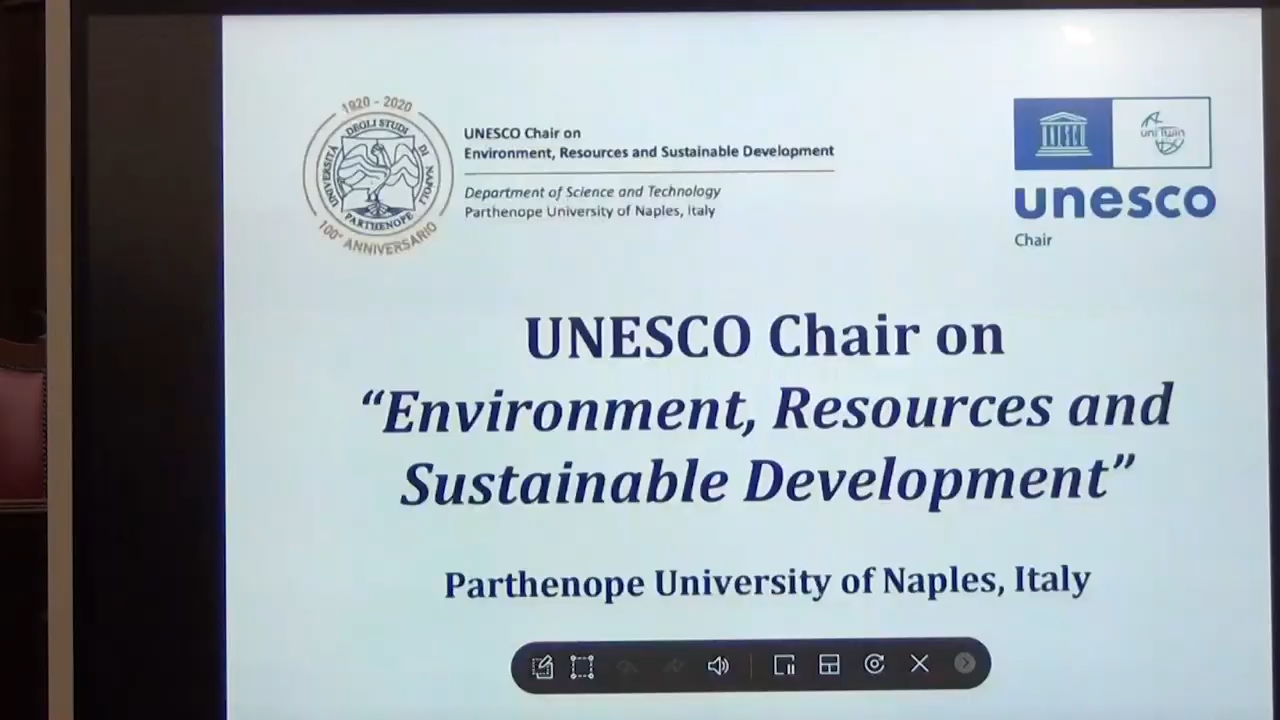 1920 - 2020
UNIVERSITÀ DEGLI STUDI DI NAPOLI
PARTHENOPE
100° ANNIVERSARIO
UNESCO Chair on
Environment, Resources and Sustainable Development
Department of Science and Technology
Parthenope University of Naples, Italy
UNESCO
uniTwin
unesco
Chair
UNESCO Chair on
“Environment, Resources and
Sustainable Development”
Parthenope University of Naples, Italy